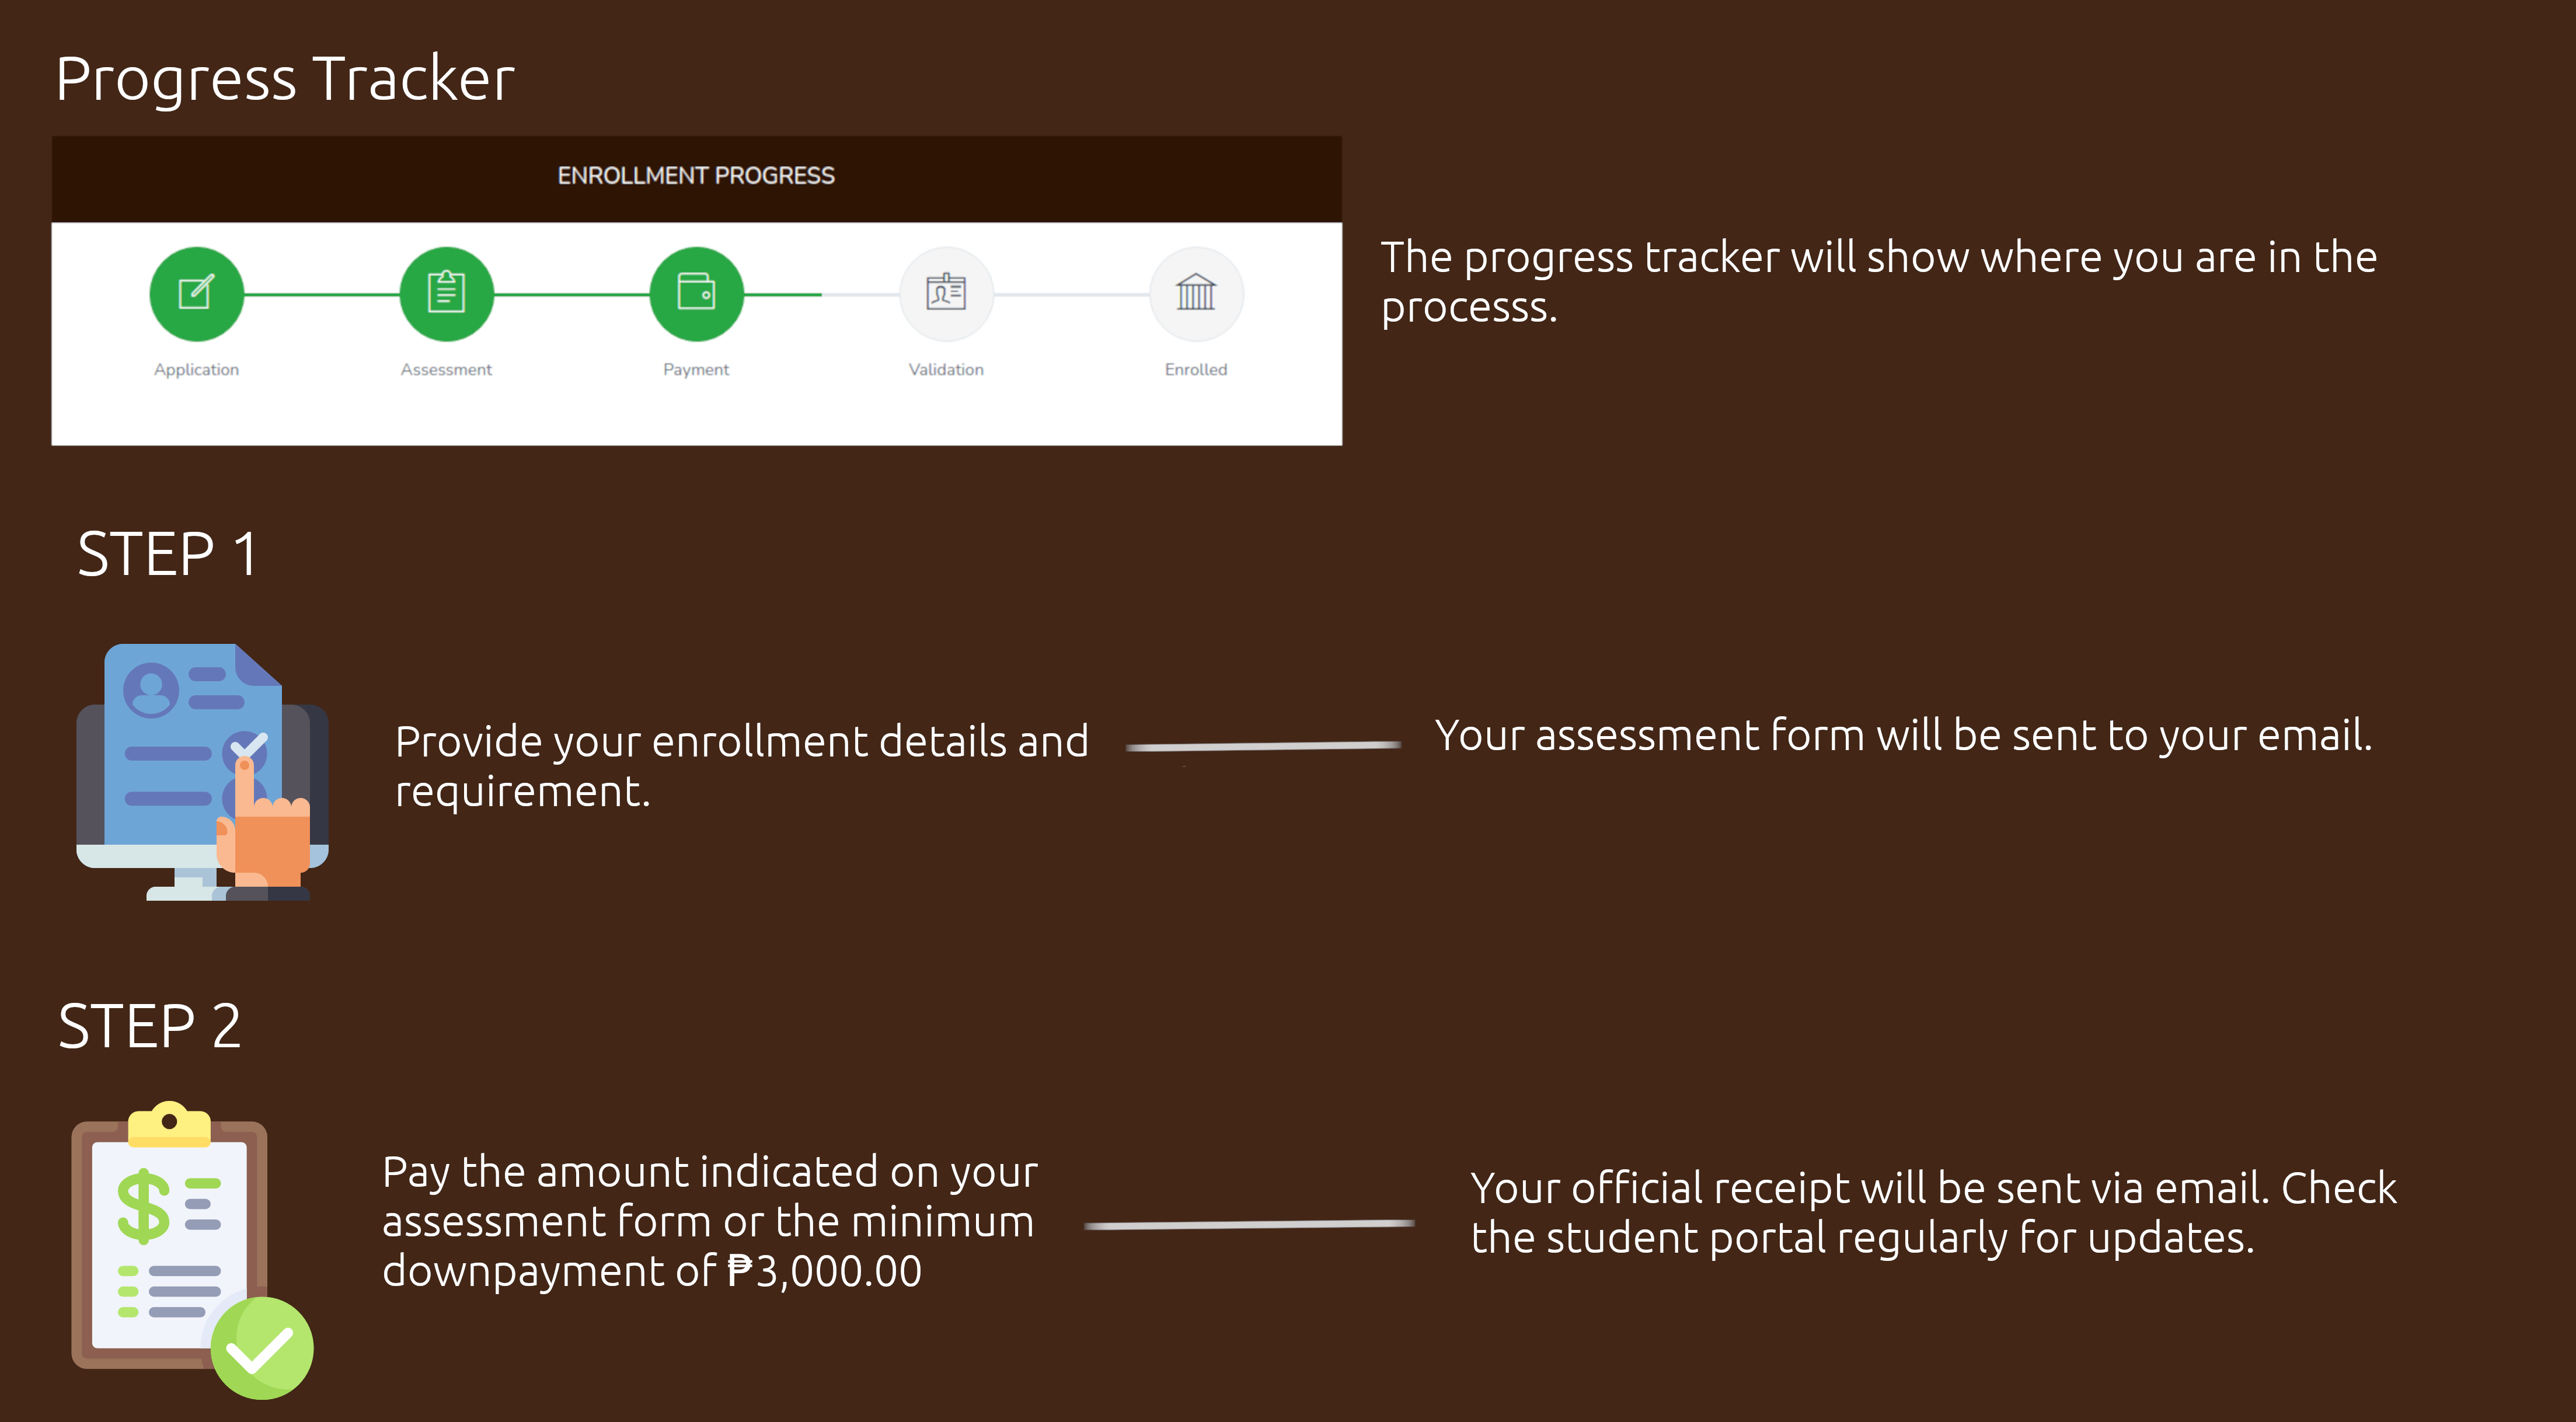 Progress Tracker
ENROLLMENT PROGRESS
Application
Assessment
Payment
Validation
Enrolled
The progress tracker will show where you are in the
processs.
STEP 1
Provide your enrollment details and
requirement.
Your assessment form will be sent to your email.
STEP 2
Pay the amount indicated on your
assessment form or the minimum
downpayment of ₱3,000.00
Your official receipt will be sent via email. Check
the student portal regularly for updates.